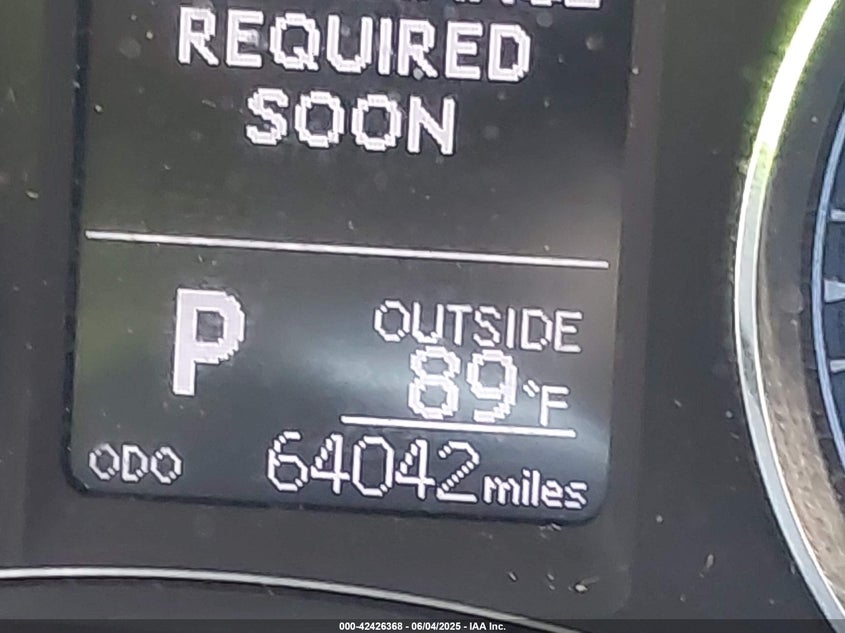 REQUIRED
SOON
P
OUTSIDE
89°F
ODO 64042 miles
000-42426368 - 06/04/2025 - IAA Inc.